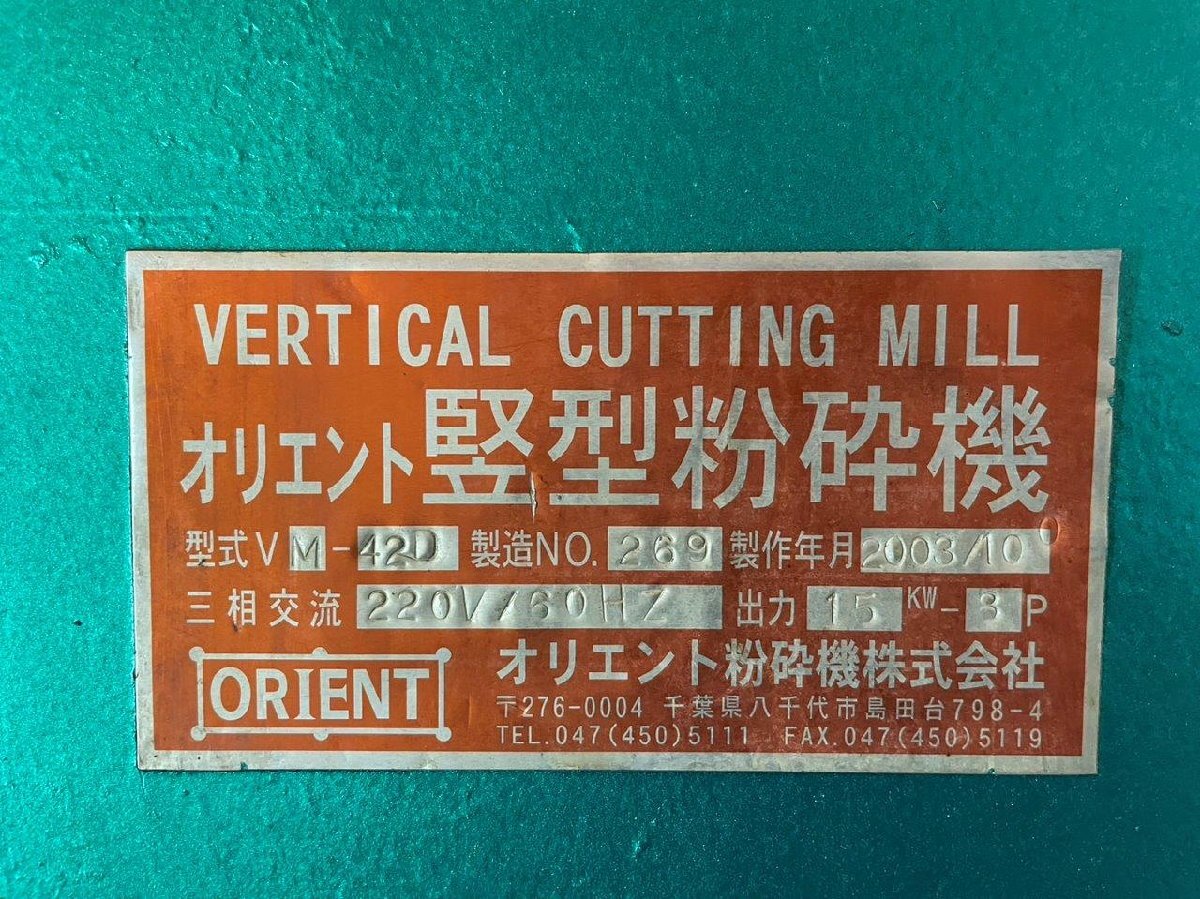 VERTICAL CUTTING MILL
オリエント竪型粉砕機
型式VM-42D 製造NO. 269 製作年月2003/10
三相交流 220V/60HZ 出力 15KW-8P
ORIENT
オリエント粉砕機株式会社
〒276-0004 千葉県八千代市島田台798-4
TEL.047(450)5111 FAX.047(450)5119